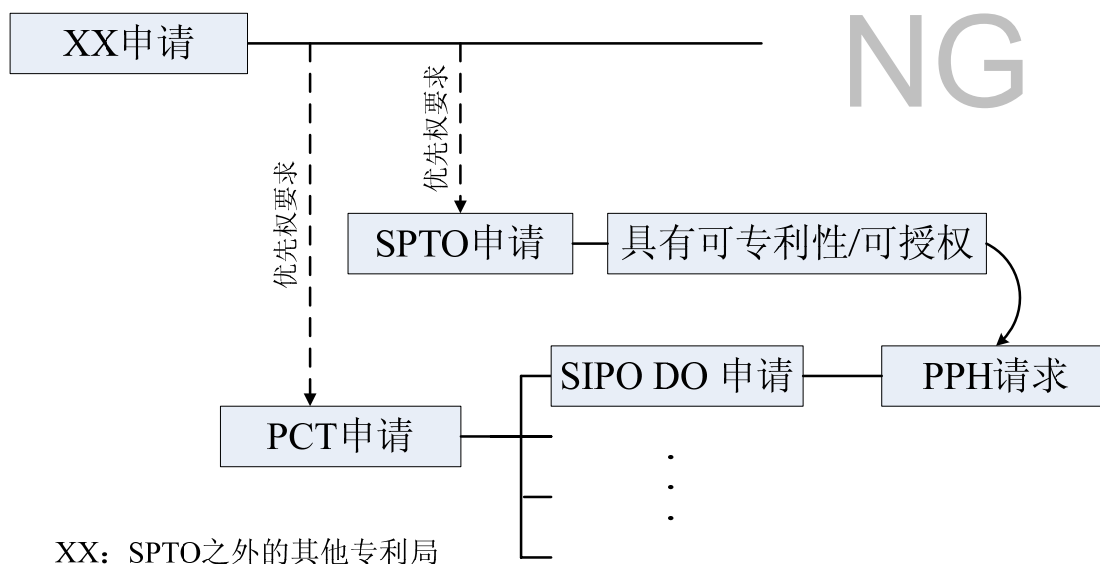 XX申请
NG
优先权要求
优先权要求
SPTO申请
具有可专利性/可授权
SIPO DO 申请
PPH请求
PCT申请
XX：SPTO之外的其他专利局